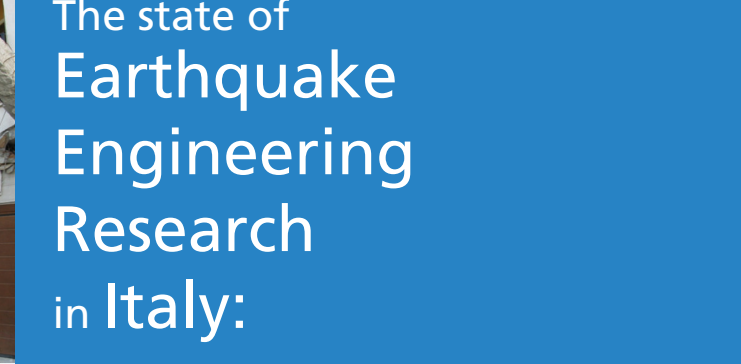 The state of
Earthquake
Engineering
Research
in Italy: